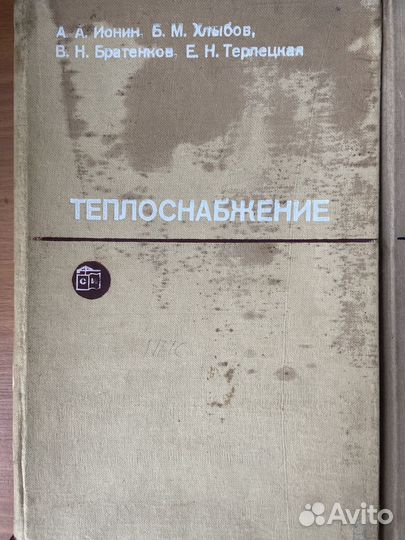 А. А. Ионин, Б. М. Хлыбов,
В. Н. Братенков, Е. Н. Терлецкая
ТЕПЛОСНАБЖЕНИЕ
Avito